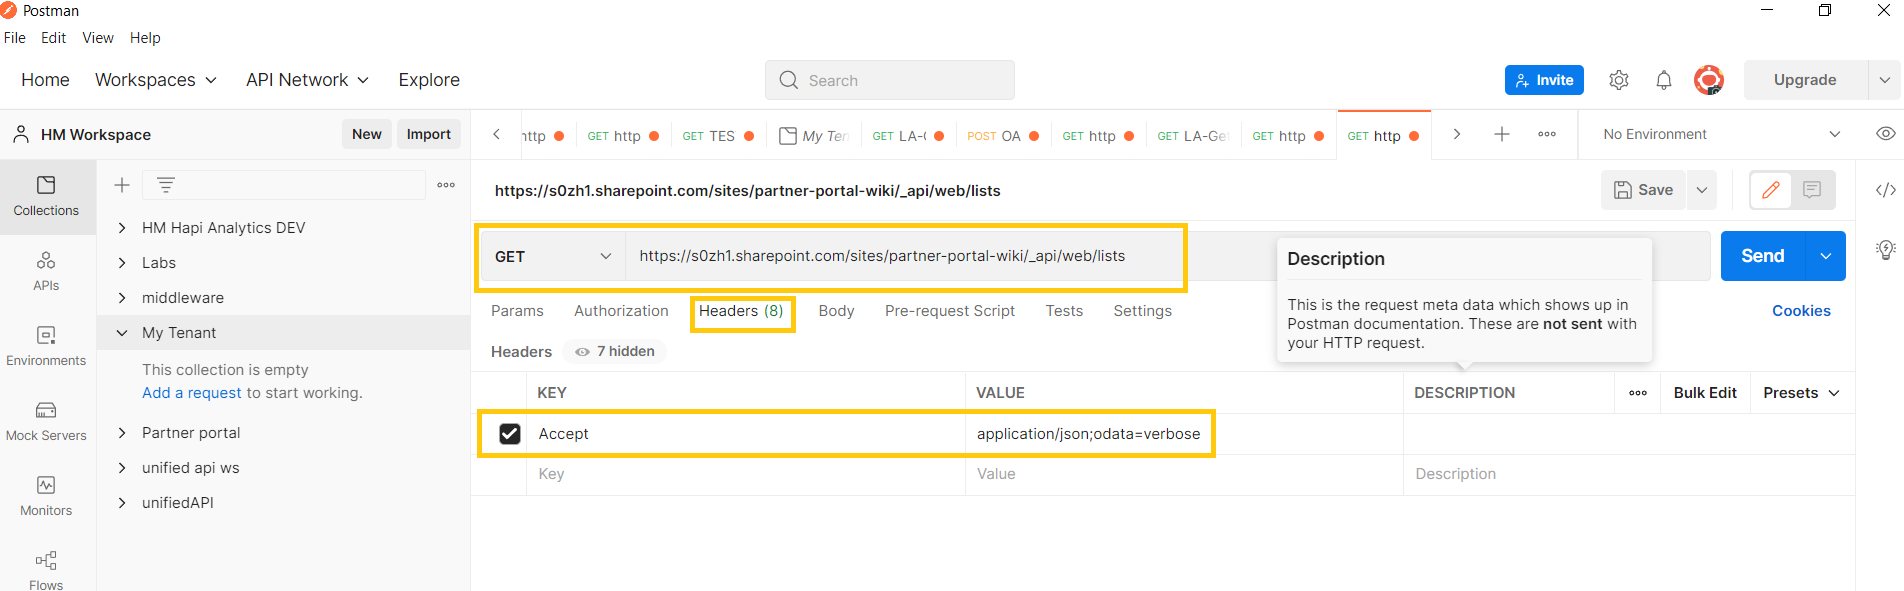 Postman
File Edit View Help
Home Workspaces API Network Explore Search Invite Upgrade
HM Workspace New Import
http GET http GET TES My Ten GET LA-G POST OA GET http GET LA-Ge GET http GET http No Environment
Collections
APIs
Environments
Mock Servers
Monitors
Flows
HM Hapi Analytics DEV
Labs
middleware
My Tenant
This collection is empty
Add a request to start working.
Partner portal
unified api ws
unifiedAPI
https://s0zh1.sharepoint.com/sites/partner-portal-wiki/_api/web/lists Save
GET https://s0zh1.sharepoint.com/sites/partner-portal-wiki/_api/web/lists Send
Params Authorization Headers (8) Body Pre-request Script Tests Settings Cookies
Description
This is the request meta data which shows up in
Postman documentation. These are not sent with
your HTTP request.
Headers 7 hidden
KEY VALUE DESCRIPTION Bulk Edit Presets
Accept application/json;odata=verbose
Key Value Description